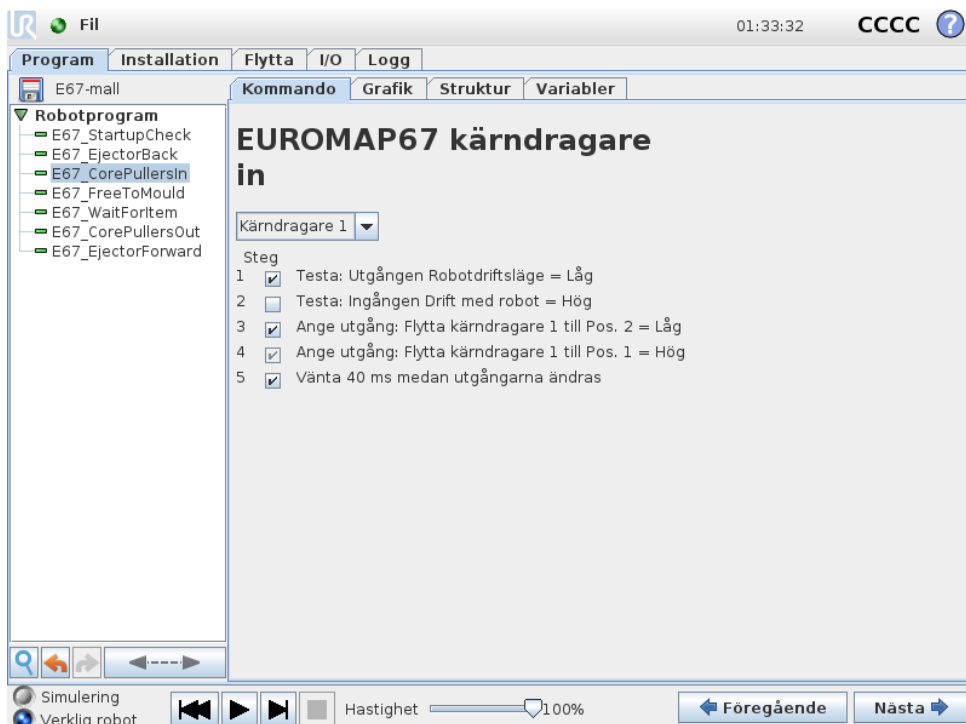 UR Fil 01:33:32 CCCC ?
Program Installation Flytta I/O Logg
E67-mall
Kommando Grafik Struktur Variabler
Robotprogram
E67_StartupCheck
E67_EjectorBack
E67_CorePullersIn
E67_FreeToMould
E67_WaitForItem
E67_CorePullersOut
E67_EjectorForward
EUROMAP67 kärndragare
in
Kärndragare 1
Steg
1 Testa: Utgången Robotdriftsläge = Låg
2 Testa: Ingången Drift med robot = Hög
3 Ange utgång: Flytta kärndragare 1 till Pos. 2 = Låg
4 Ange utgång: Flytta kärndragare 1 till Pos. 1 = Hög
5 Vänta 40 ms medan utgångarna ändras
Simulering
Verklig robot
Hastighet 100%
Föregående Nästa